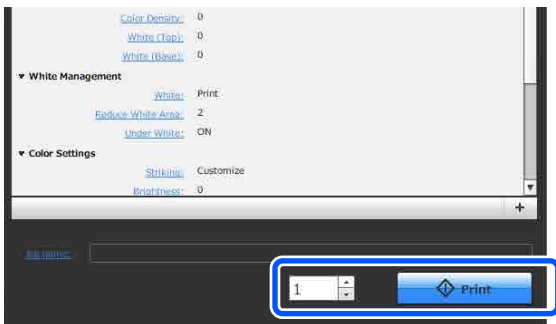 Color Density: 0
White (Top): 0
White (Base): 0
▼ White Management
White: Print
Reduce White Area: 2
Under White: ON
▼ Color Settings
Striking: Customize
Brightness: 0
+
Job name:
1 Print